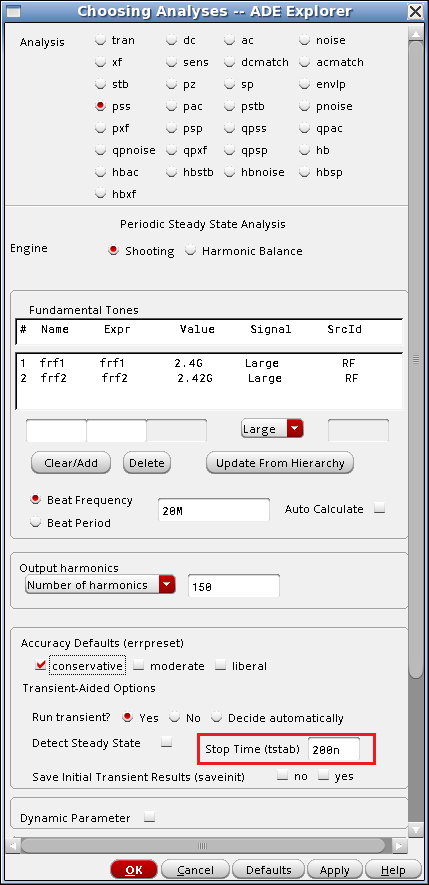 Choosing Analyses -- ADE Explorer
Analysis tran dc ac noise
xf sens dcmatch acmatch
stb pz sp envlp
pss pac pstb pnoise
pxf psp qpss qpac
qpnoise qpxf qpsp hb
hbac hbstb hbnoise hbsp
hbxf
Periodic Steady State Analysis
Engine Shooting Harmonic Balance
Fundamental Tones
# Name Expr Value Signal SrcId
1 frf1 frf1 2.4G Large RF
2 frf2 frf2 2.42G Large RF
Large
Clear/Add Delete Update From Hierarchy
Beat Frequency 20M Auto Calculate
Beat Period
Output harmonics
Number of harmonics 150
Accuracy Defaults (errpreset)
conservative moderate liberal
Transient-Aided Options
Run transient? Yes No Decide automatically
Detect Steady State Stop Time (tstab) 200n
Save Initial Transient Results (saveinit) no yes
Dynamic Parameter
OK Cancel Defaults Apply Help